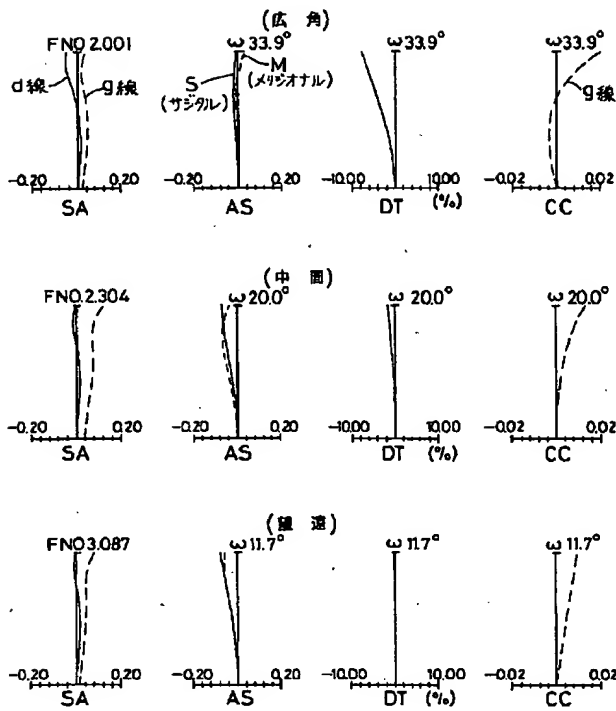 (広角)
FNO 2.001
ω 33.9°
ω 33.9°
ω 33.9°
d線
g線
S
(サジタル)
M
(メリジオナル)
g線
-0.20 0.20
-0.20 0.20
-10.00 10.00
-0.02 0.02
SA
AS
DT (%)
CC
(中間)
FNO.2.304
ω 20.0°
ω 20.0°
ω 20.0°
-0.20 0.20
-0.20 0.20
-10.00 10.00
-0.02 0.02
SA
AS
DT (%)
CC
(望遠)
FNO3.087
ω 11.7°
ω 11.7°
ω 11.7°
-0.20 0.20
-0.20 0.20
-10.00 10.00
-0.02 0.02
SA
AS
DT (%)
CC